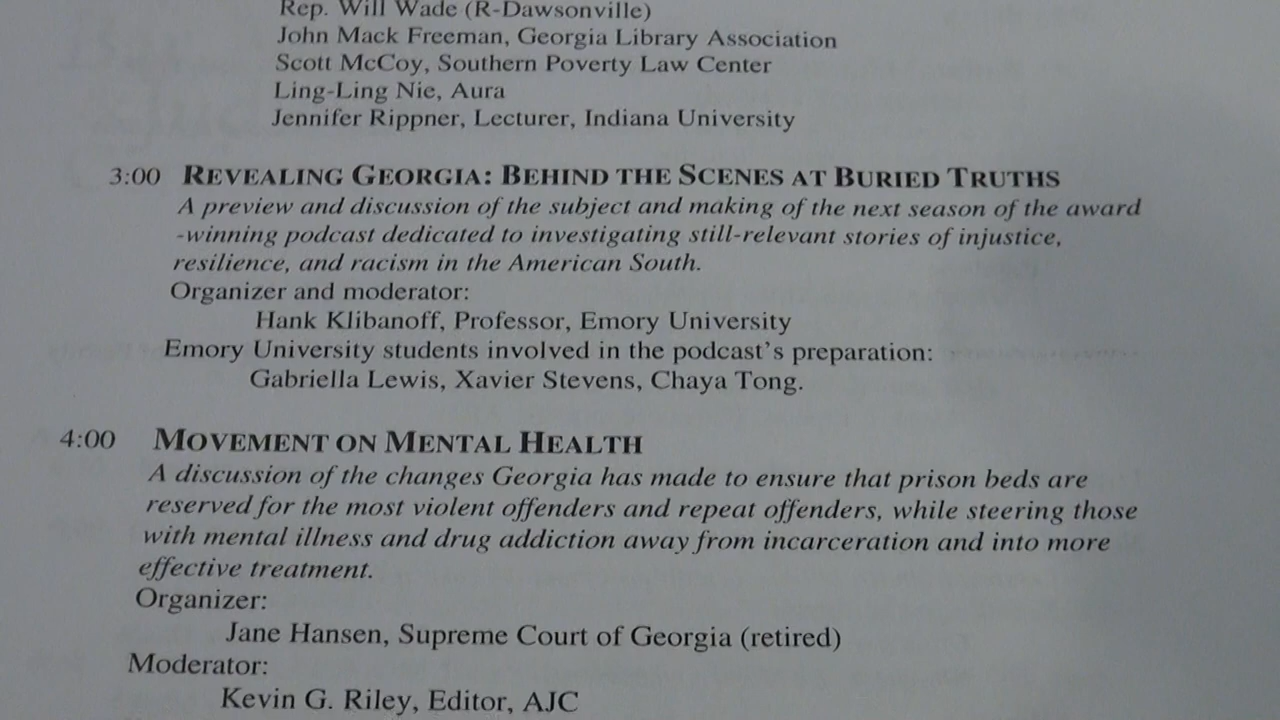 Rep. Will Wade (R-Dawsonville)
John Mack Freeman, Georgia Library Association
Scott McCoy, Southern Poverty Law Center
Ling-Ling Nie, Aura
Jennifer Rippner, Lecturer, Indiana University
3:00 REVEALING GEORGIA: BEHIND THE SCENES AT BURIED TRUTHS
A preview and discussion of the subject and making of the next season of the award
-winning podcast dedicated to investigating still-relevant stories of injustice,
resilience, and racism in the American South.
Organizer and moderator:
Hank Klibanoff, Professor, Emory University
Emory University students involved in the podcast’s preparation:
Gabriella Lewis, Xavier Stevens, Chaya Tong.
4:00 MOVEMENT ON MENTAL HEALTH
A discussion of the changes Georgia has made to ensure that prison beds are
reserved for the most violent offenders and repeat offenders, while steering those
with mental illness and drug addiction away from incarceration and into more
effective treatment.
Organizer:
Jane Hansen, Supreme Court of Georgia (retired)
Moderator:
Kevin G. Riley, Editor, AJC